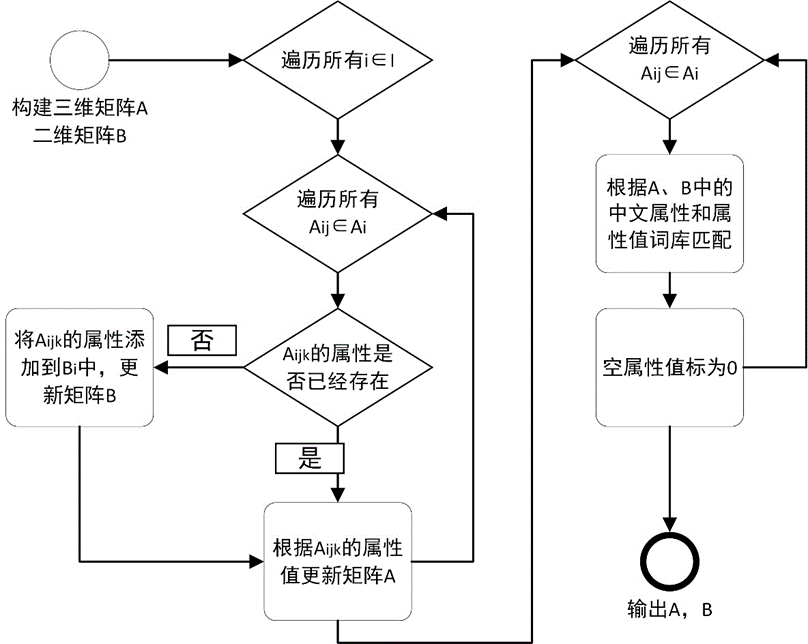 构建三维矩阵A
二维矩阵B
遍历所有i∈I
遍历所有
Aij∈Ai
Aijk的属性是
否已经存在
否
将Aijk的属性添
加到Bi中，更
新矩阵B
是
根据Aijk的属性
值更新矩阵A
遍历所有
Aij∈Ai
根据A、B中的
中文属性和属
性值词库匹配
空属性值标为0
输出A，B